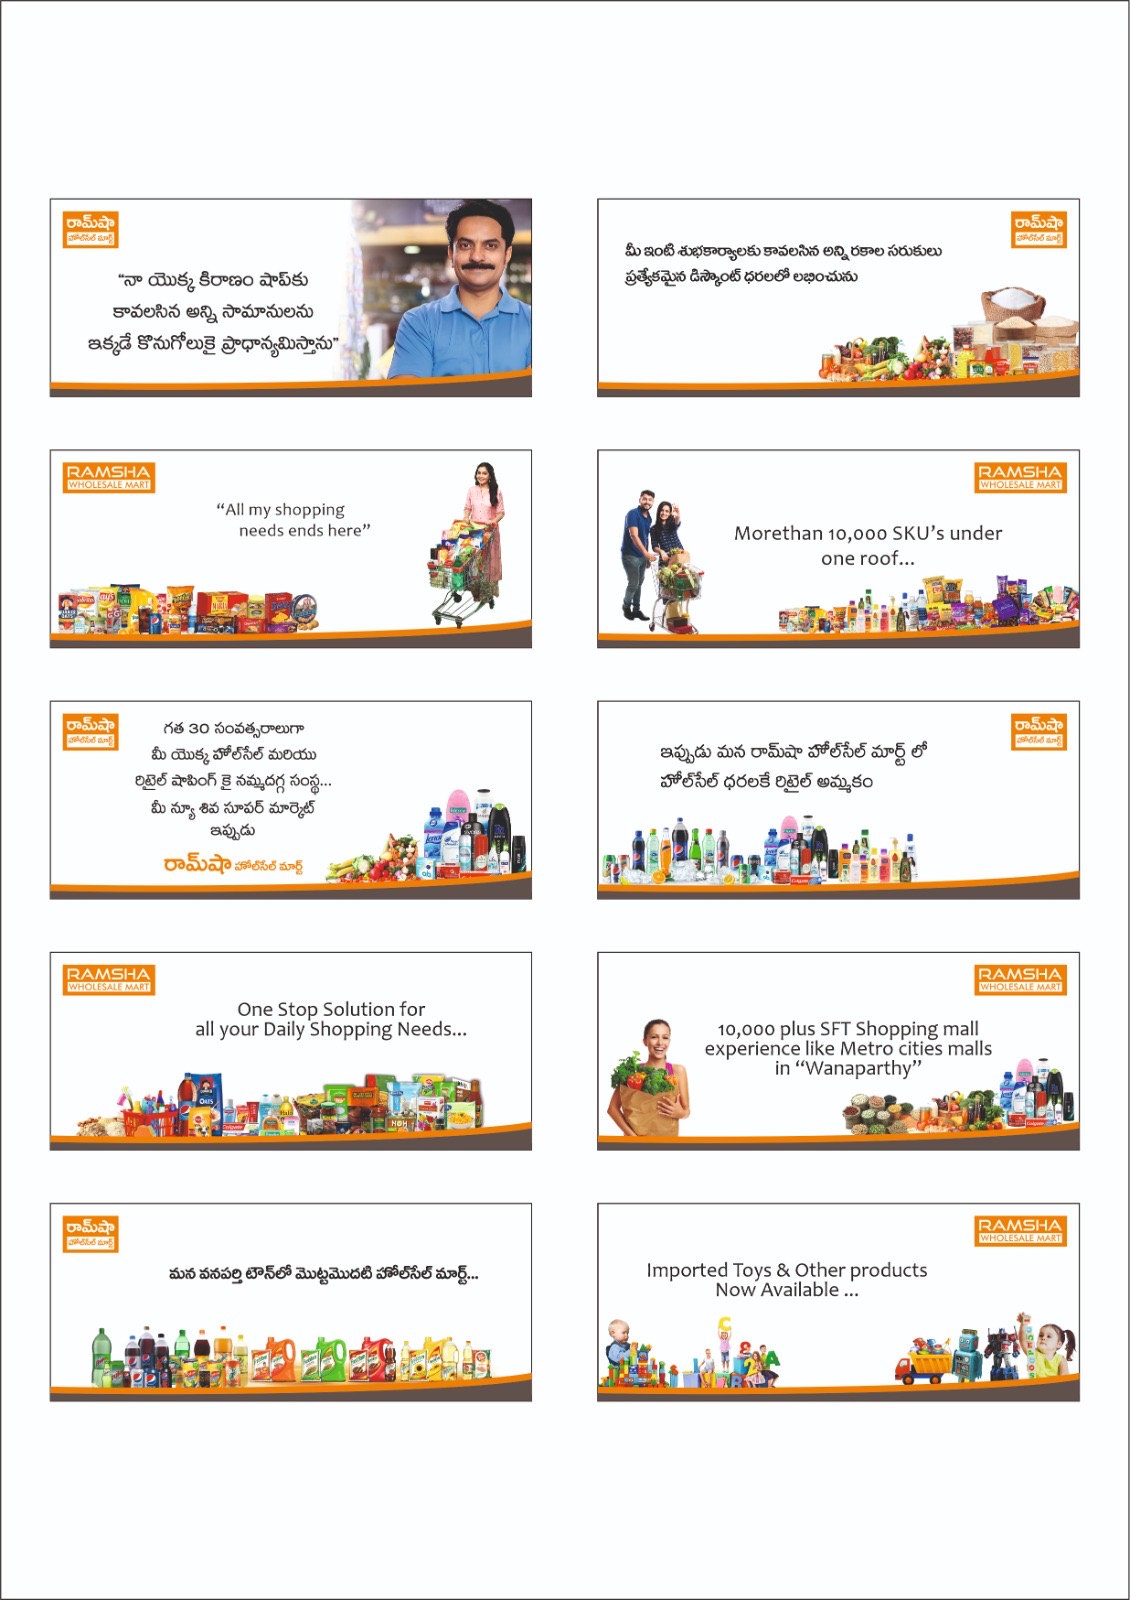 రామ్‌షా
హోల్‌సేల్ మార్ట్
“నా యొక్క కిరాణం షాప్‌కు
కావలసిన అన్ని సామానులను
ఇక్కడే కొనుగోలుకై ప్రాధాన్యమిస్తాను”
రామ్‌షా
హోల్‌సేల్ మార్ట్
మీ ఇంటి శుభకార్యాలకు కావలసిన అన్ని రకాల సరుకులు
ప్రత్యేకమైన డిస్కౌంట్ ధరలలో లభించును
RAMSHA
WHOLESALE MART
“All my shopping
needs ends here”
RAMSHA
WHOLESALE MART
Morethan 10,000 SKU’s under
one roof...
రామ్‌షా
హోల్‌సేల్ మార్ట్
గత 30 సంవత్సరాలుగా
మీ యొక్క హోల్‌సేల్ మరియు
రిటైల్ షాపింగ్ కై నమ్మదగ్గ సంస్థ...
మీ న్యూ శివ సూపర్ మార్కెట్
ఇప్పుడు
రామ్‌షా హోల్‌సేల్ మార్ట్
రామ్‌షా
హోల్‌సేల్ మార్ట్
ఇప్పుడు మన రామ్‌షా హోల్‌సేల్ మార్ట్ లో
హోల్‌సేల్ ధరలకే రిటైల్ అమ్మకం
RAMSHA
WHOLESALE MART
One Stop Solution for
all your Daily Shopping Needs...
RAMSHA
WHOLESALE MART
10,000 plus SFT Shopping mall
experience like Metro cities malls
in “Wanaparthy”
రామ్‌షా
హోల్‌సేల్ మార్ట్
మన వనపర్తి టౌన్‌లో మొట్టమొదటి హోల్‌సేల్ మార్ట్...
RAMSHA
WHOLESALE MART
Imported Toys & Other products
Now Available ...